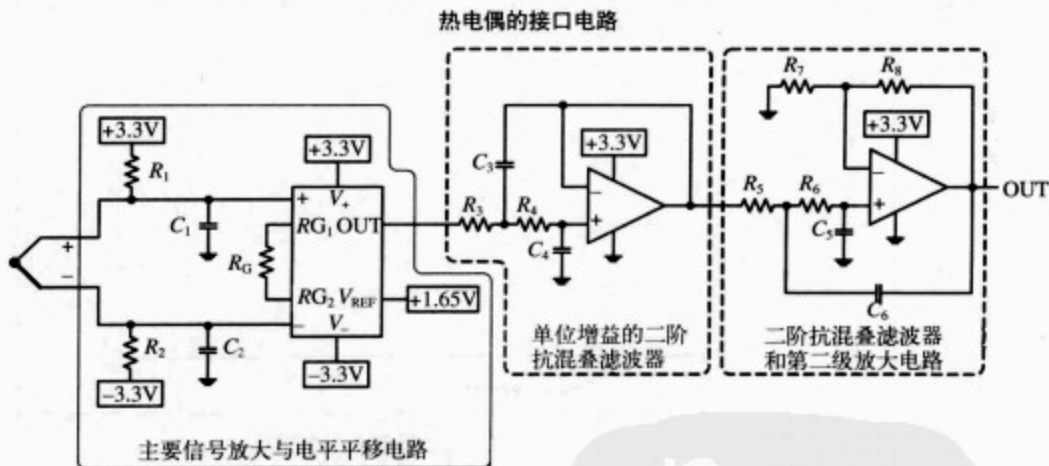 热电偶的接口电路
+3.3V
R1
C1
+
−
R2
C2
−3.3V
+3.3V
V+
+
RG1 OUT
RG
RG2 VREF
V−
−
−3.3V
+1.65V
主要信号放大与电平平移电路
C3
R3
R4
C4
+3.3V
−
+
单位增益的二阶
抗混叠滤波器
R7
R8
+3.3V
−
+
R5
R6
C5
C6
OUT
二阶抗混叠滤波器
和第二级放大电路